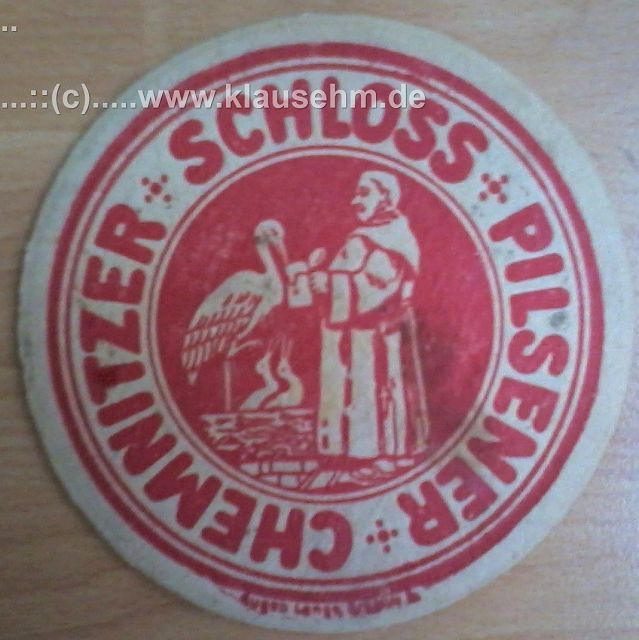 ..
...::(c).....www.klausehm.de
CHEMNITZER SCHLOSS PILSENER